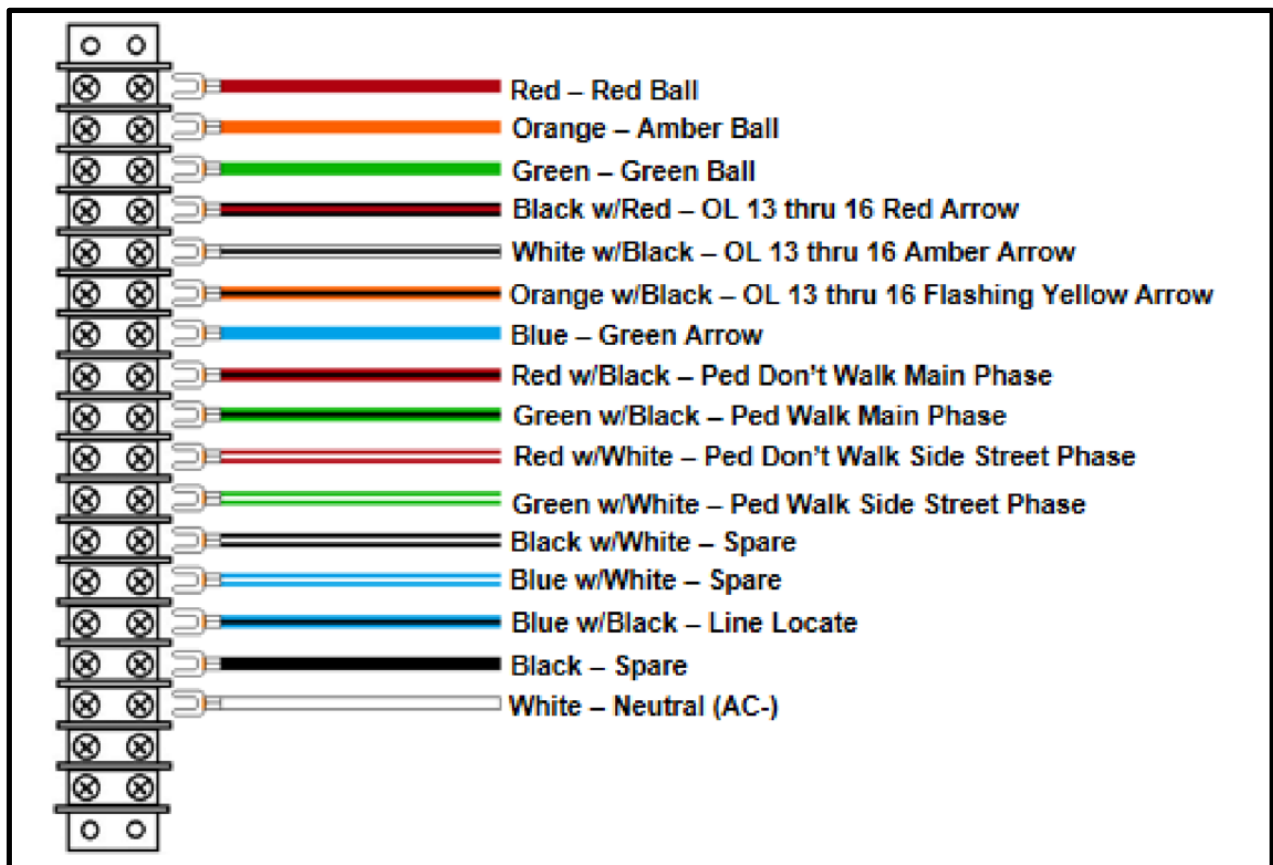 Red – Red Ball
Orange – Amber Ball
Green – Green Ball
Black w/Red – OL 13 thru 16 Red Arrow
White w/Black – OL 13 thru 16 Amber Arrow
Orange w/Black – OL 13 thru 16 Flashing Yellow Arrow
Blue – Green Arrow
Red w/Black – Ped Don't Walk Main Phase
Green w/Black – Ped Walk Main Phase
Red w/White – Ped Don't Walk Side Street Phase
Green w/White – Ped Walk Side Street Phase
Black w/White – Spare
Blue w/White – Spare
Blue w/Black – Line Locate
Black – Spare
White – Neutral (AC-)